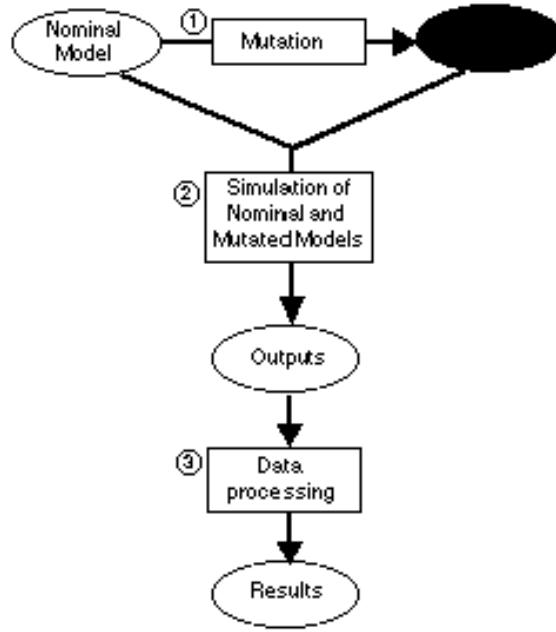 Nominal
Model
①
Mutation
②
Simulation of
Nominal and
Mutated Models
Outputs
③
Data
processing
Results